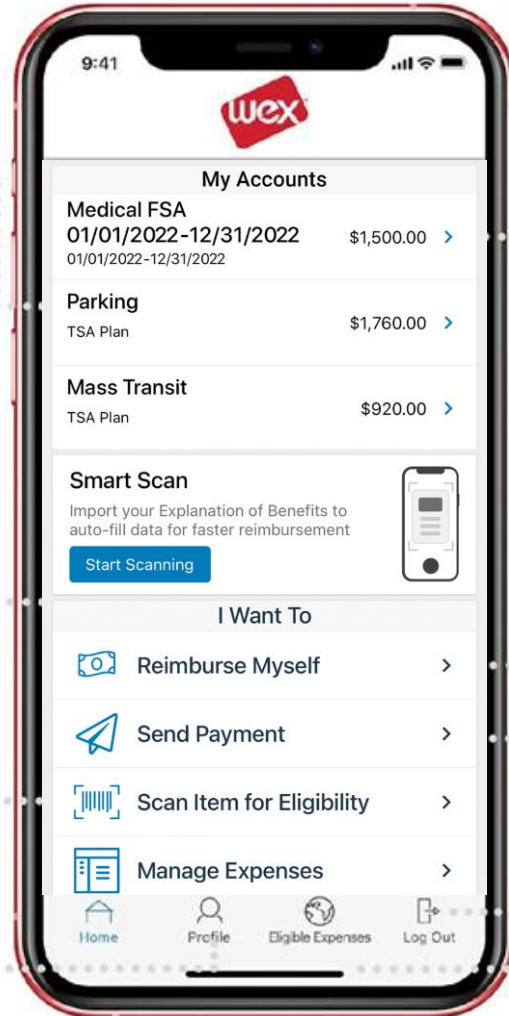 9:41
wex
My Accounts
Medical FSA
01/01/2022-12/31/2022
$1,500.00
01/01/2022-12/31/2022
Parking
$1,760.00
TSA Plan
Mass Transit
$920.00
TSA Plan
Smart Scan
Import your Explanation of Benefits to
auto-fill data for faster reimbursement
Start Scanning
I Want To
Reimburse Myself
Send Payment
Scan Item for Eligibility
Manage Expenses
Home Profile Eligible Expenses Log Out